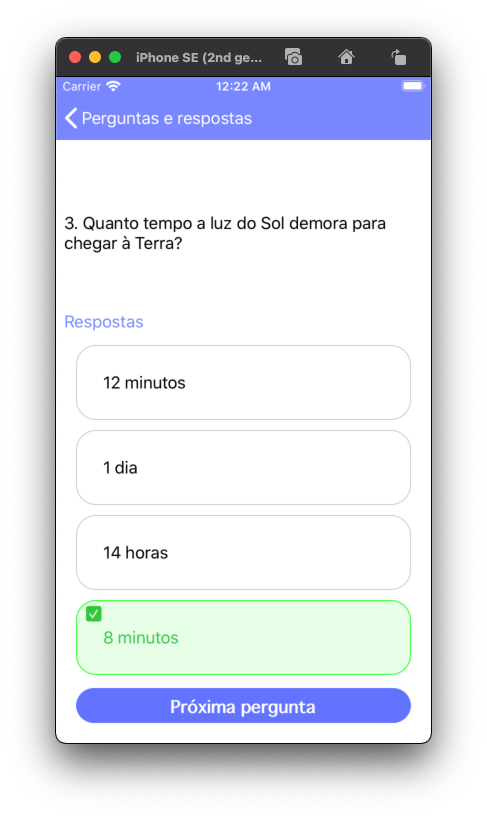 iPhone SE (2nd ge...
Carrier 12:22 AM
Perguntas e respostas
3. Quanto tempo a luz do Sol demora para
chegar à Terra?
Respostas
12 minutos
1 dia
14 horas
8 minutos
Próxima pergunta